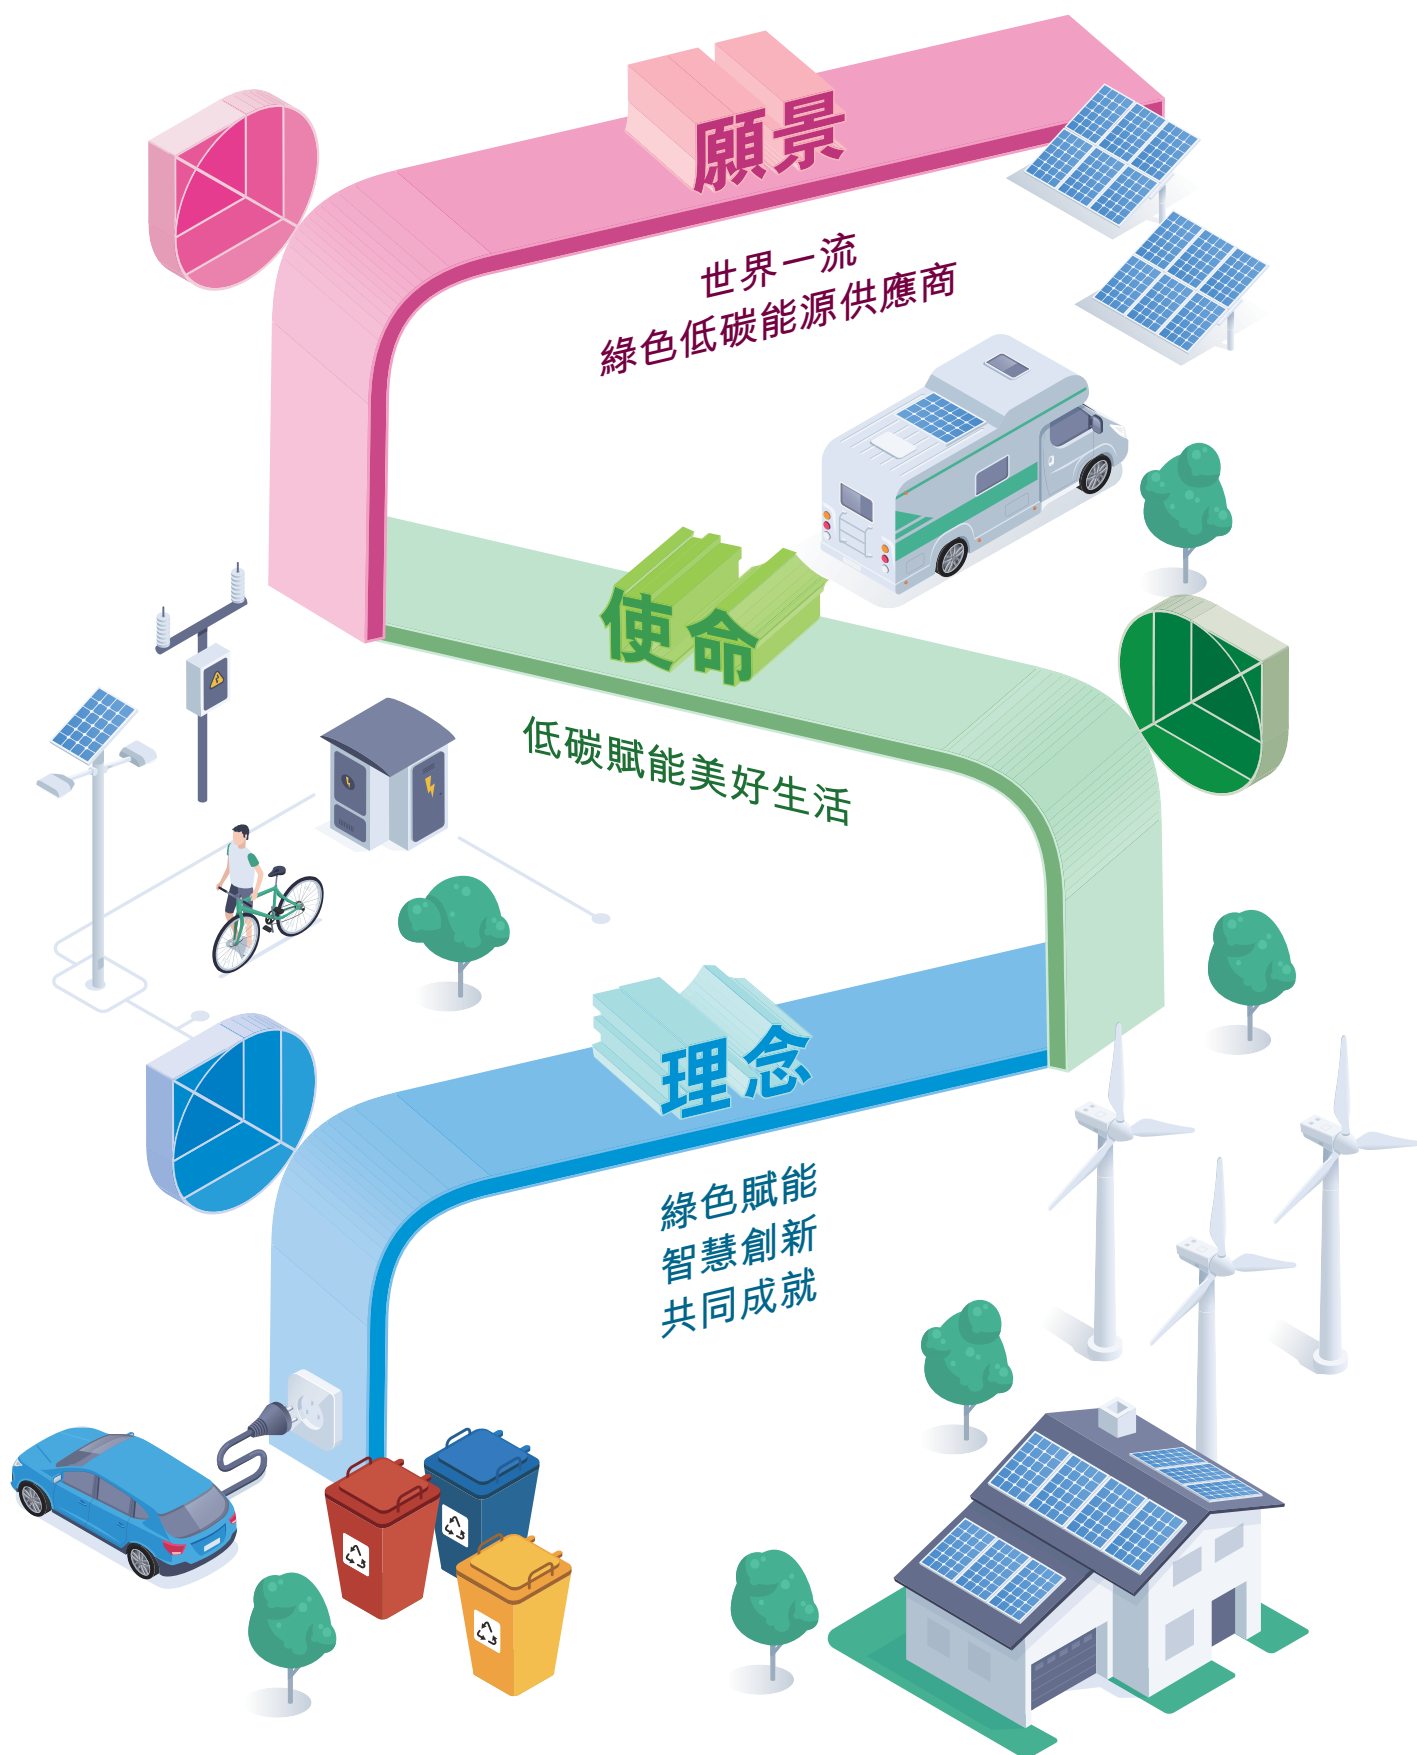 願景
世界一流
綠色低碳能源供應商
使命
低碳賦能美好生活
理念
綠色賦能
智慧創新
共同成就